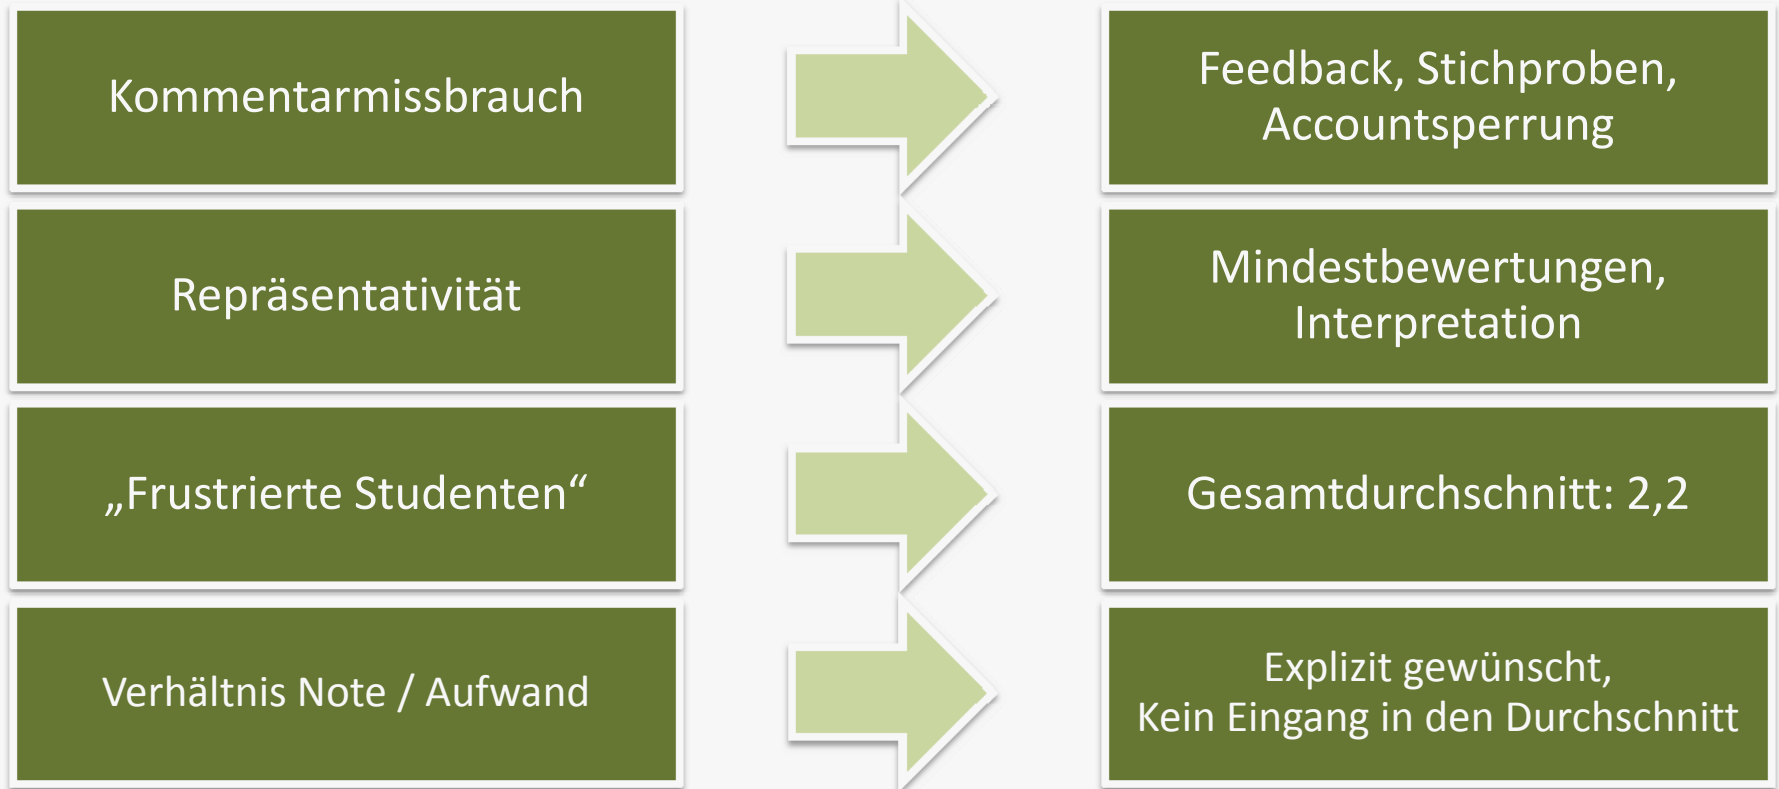 Kommentarmissbrauch
Feedback, Stichproben,
Accountsperrung
Repräsentativität
Mindestbewertungen,
Interpretation
„Frustrierte Studenten“
Gesamtdurchschnitt: 2,2
Verhältnis Note / Aufwand
Explizit gewünscht,
Kein Eingang in den Durchschnitt